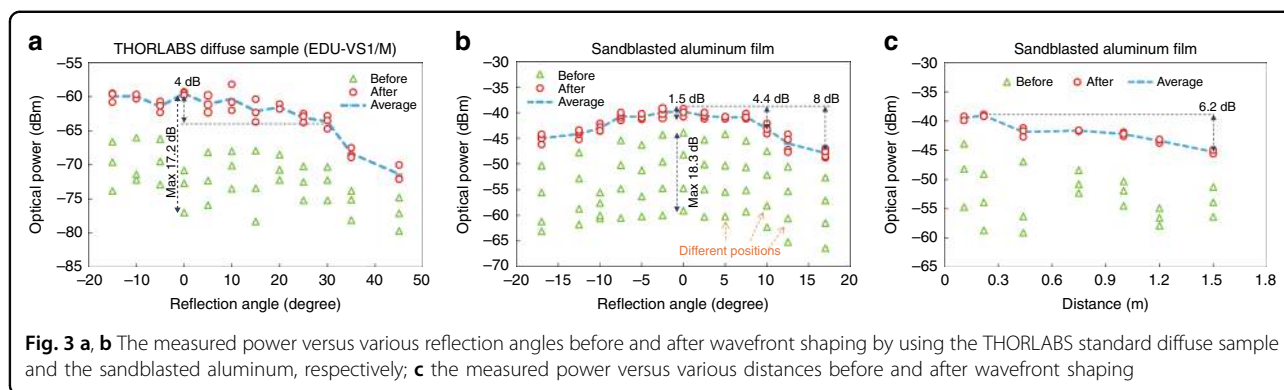 a
THORLABS diffuse sample (EDU-VS1/M)
−55
−60
−65
−70
−75
−80
−85
Optical power (dBm)
4 dB
Max 17.2 dB
Before
After
Average
−20 −10 0 10 20 30 40 50
Reflection angle (degree)
b
Sandblasted aluminum film
−30
−35
−40
−45
−50
−55
−60
−65
−70
Optical power (dBm)
Before
After
Average
1.5 dB
4.4 dB
8 dB
Max 18.3 dB
Different positions
−20 −15 −10 −5 0 5 10 15 20
Reflection angle (degree)
c
Sandblasted aluminum film
−30
−35
−40
−45
−50
−55
−60
−65
Optical power (dBm)
Before After Average
6.2 dB
0 0.3 0.6 0.9 1.2 1.5 1.8
Distance (m)
Fig. 3 a, b The measured power versus various reflection angles before and after wavefront shaping by using the THORLABS standard diffuse sample
and the sandblasted aluminum, respectively; c the measured power versus various distances before and after wavefront shaping